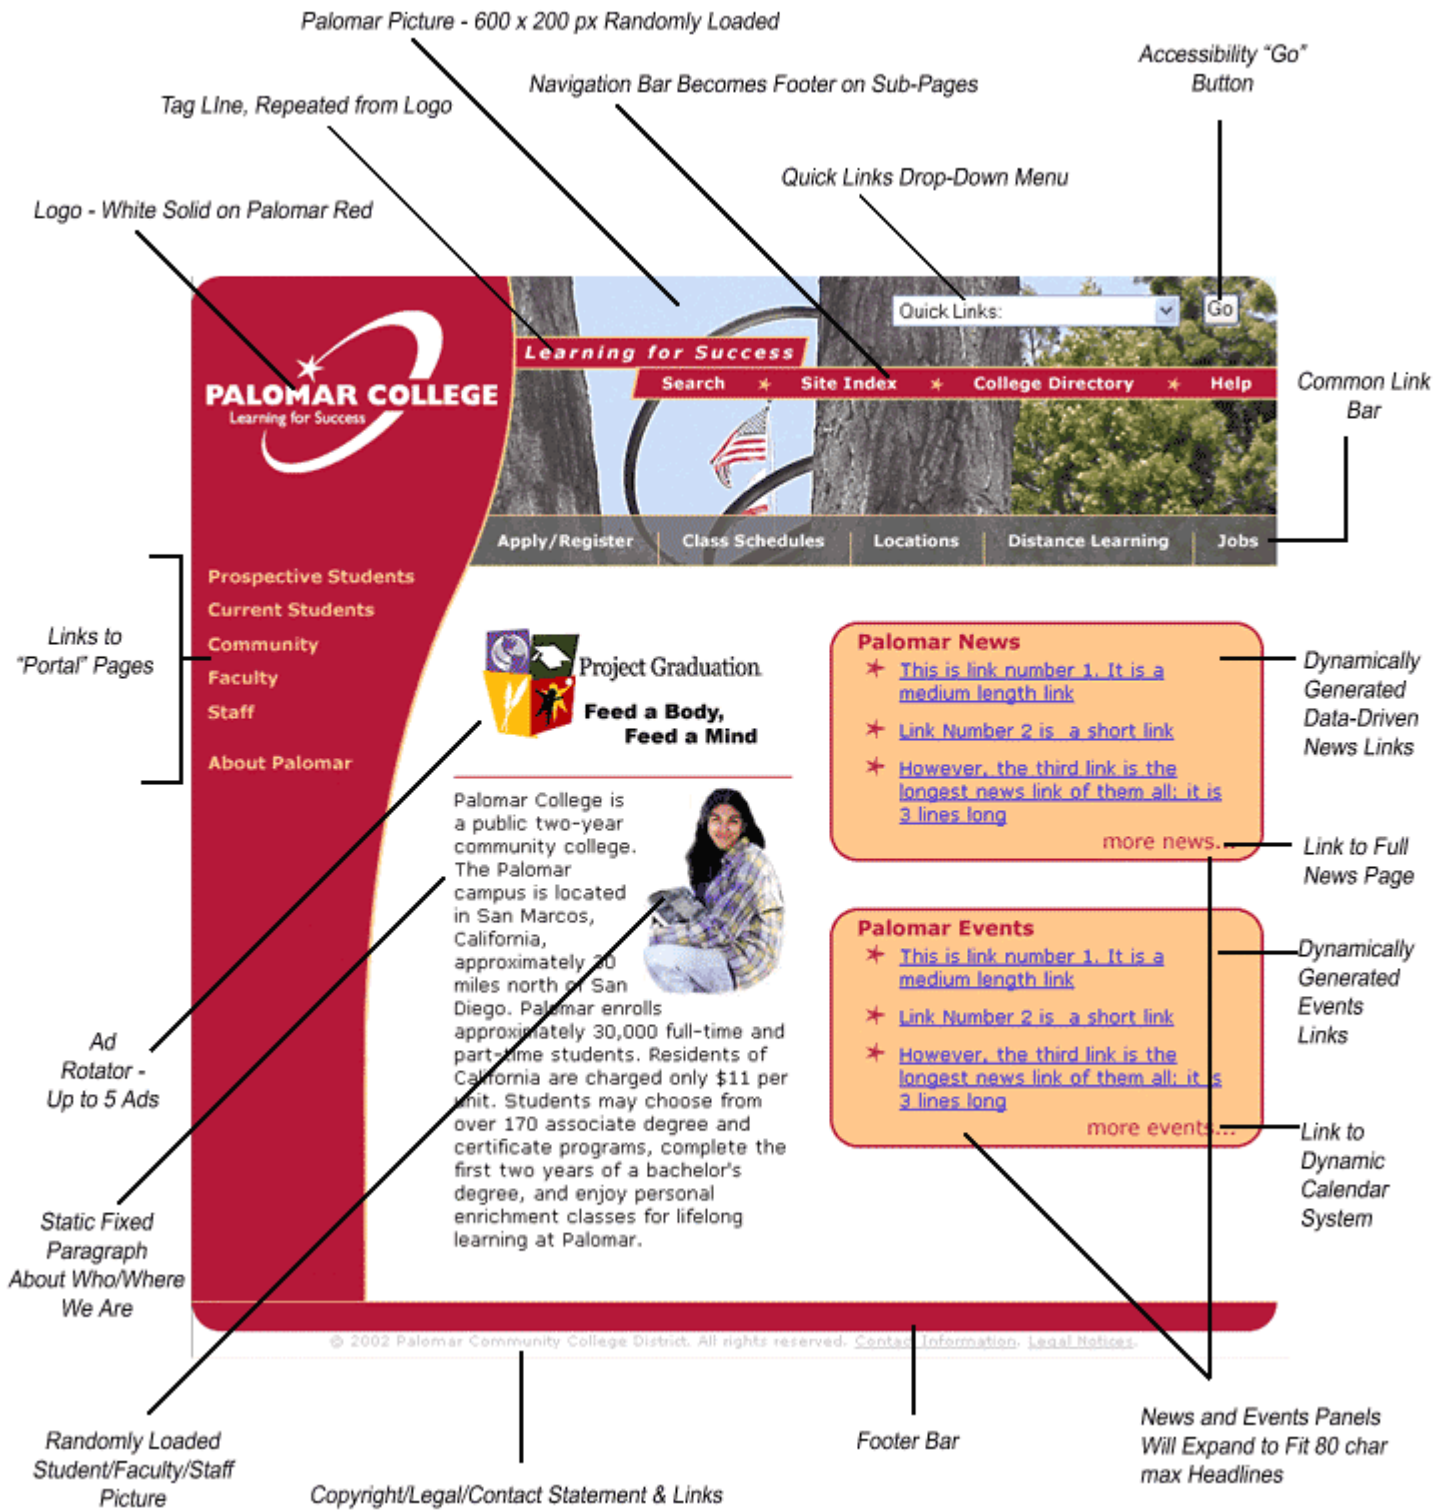 Palomar Picture - 600 x 200 px Randomly Loaded
Accessibility “Go”
Button
Navigation Bar Becomes Footer on Sub-Pages
Tag LIne, Repeated from Logo
Quick Links Drop-Down Menu
Logo - White Solid on Palomar Red
Quick Links:
Go
Learning for Success
Search
Site Index
College Directory
Help
PALOMAR COLLEGE
Learning for Success
Common Link
Bar
Apply/Register
Class Schedules
Locations
Distance Learning
Jobs
Links to
“Portal” Pages
Prospective Students
Current Students
Community
Faculty
Staff
About Palomar
Project Graduation
Feed a Body,
Feed a Mind
Palomar News
This is link number 1. It is a
medium length link
Link Number 2 is a short link
However, the third link is the
longest news link of them all; it is
3 lines long
more news...
Dynamically
Generated
Data-Driven
News Links
Link to Full
News Page
Palomar College is
a public two-year
community college.
The Palomar
campus is located
in San Marcos,
California,
approximately 30
miles north of San
Diego. Palomar enrolls
approximately 30,000 full-time and
part-time students. Residents of
California are charged only $11 per
unit. Students may choose from
over 170 associate degree and
certificate programs, complete the
first two years of a bachelor's
degree, and enjoy personal
enrichment classes for lifelong
learning at Palomar.
Palomar Events
This is link number 1. It is a
medium length link
Link Number 2 is a short link
However, the third link is the
longest news link of them all; it is
3 lines long
more events...
Dynamically
Generated
Events
Links
Link to
Dynamic
Calendar
System
Ad
Rotator -
Up to 5 Ads
Static Fixed
Paragraph
About Who/Where
We Are
© 2002 Palomar Community College District. All rights reserved. Contact Information. Legal Notices.
Randomly Loaded
Student/Faculty/Staff
Picture
Copyright/Legal/Contact Statement & Links
Footer Bar
News and Events Panels
Will Expand to Fit 80 char
max Headlines